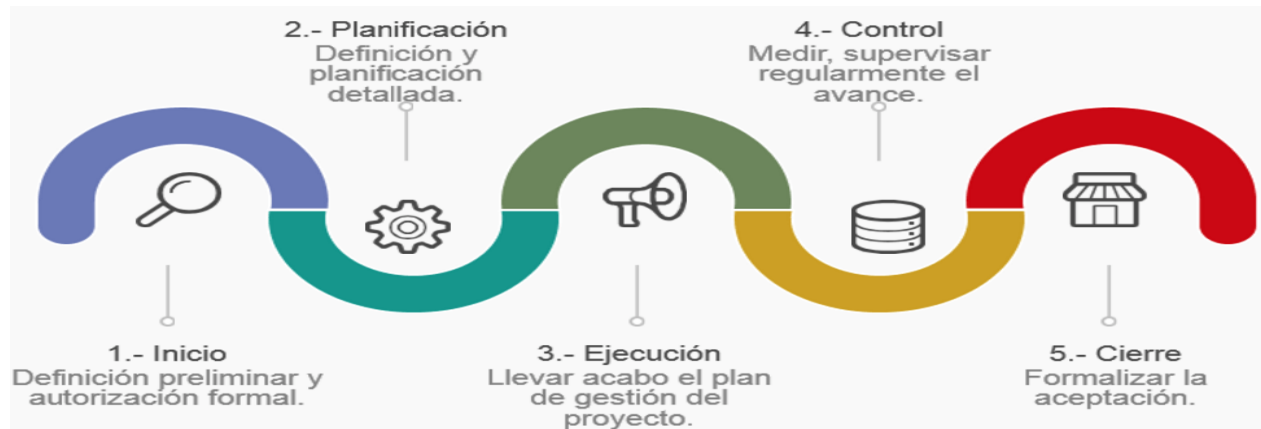 1.- Inicio
Definición preliminar y
autorización formal.
2.- Planificación
Definición y
planificación
detallada.
3.- Ejecución
Llevar acabo el plan
de gestión del
proyecto.
4.- Control
Medir, supervisar
regularmente el
avance.
5.- Cierre
Formalizar la
aceptación.